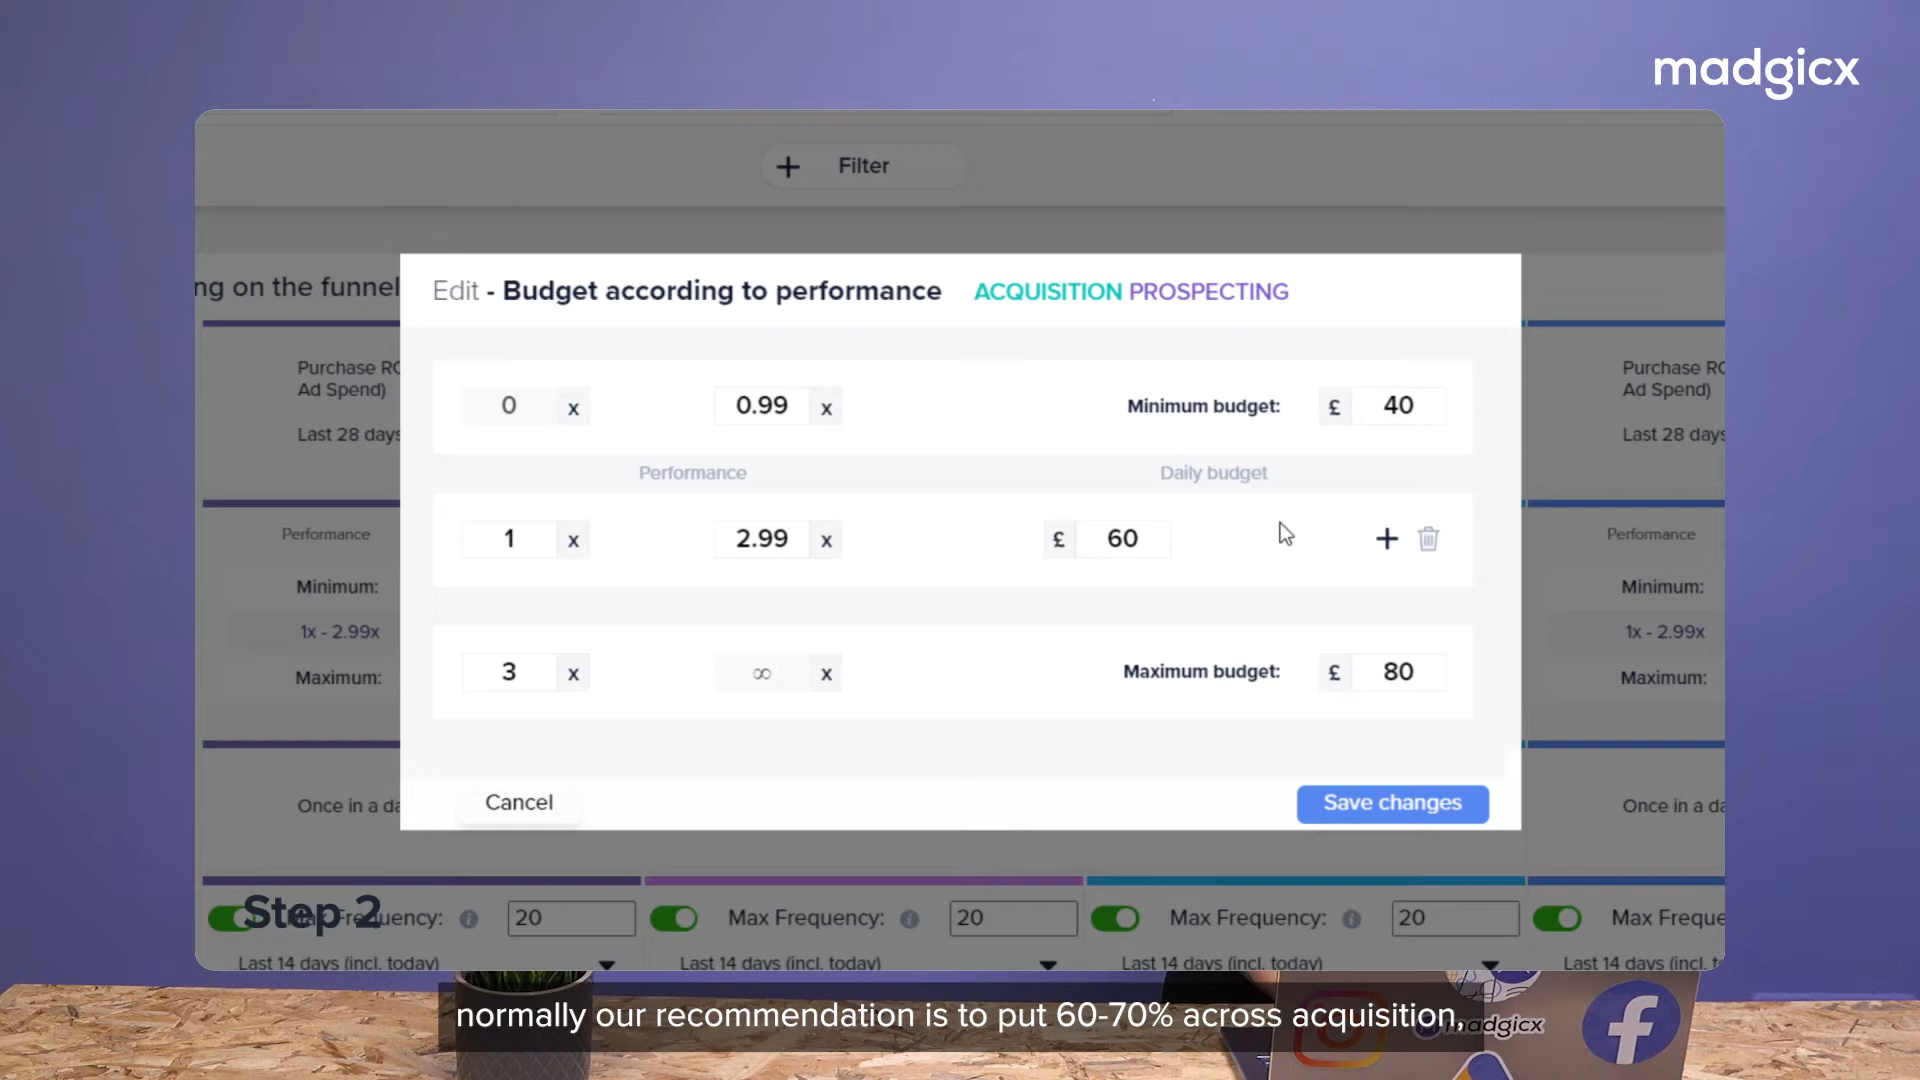 madgicx
+ Filter
ng on the funnel
Edit - Budget according to performance ACQUISITION PROSPECTING
Purchase RO
Ad Spend)
Last 28 days
0 x 0.99 x Minimum budget: £ 40
Performance Daily budget
1 x 2.99 x £ 60 +
3 x ∞ x Maximum budget: £ 80
Cancel Save changes
Performance
Minimum:
1x - 2.99x
Maximum:
Once in a da
Purchase RO
Ad Spend)
Last 28 days
Performance
Minimum:
1x - 2.99x
Maximum:
Once in a da
Step 2
Frequency: 20 Max Frequency: 20 Max Frequency: 20 Max Freque
Last 14 days (incl. today) Last 14 days (incl. today) Last 14 days (incl. today) Last 14 days (incl. t
normally our recommendation is to put 60-70% across acquisition,
madgicx